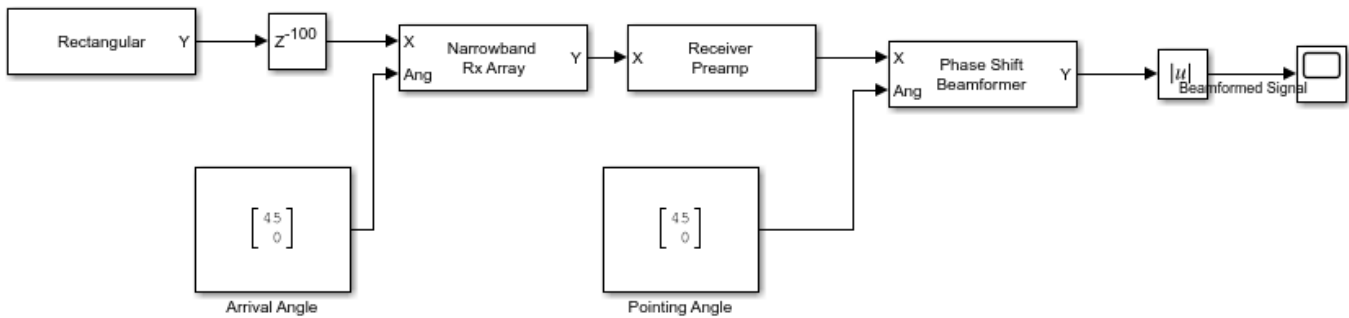 Rectangular
Y
Z-100
X
Ang
Narrowband
Rx Array
Y
X
Receiver
Preamp
X
Ang
Phase Shift
Beamformer
Y
|u|
Beamformed Signal
45
0
Arrival Angle
45
0
Pointing Angle